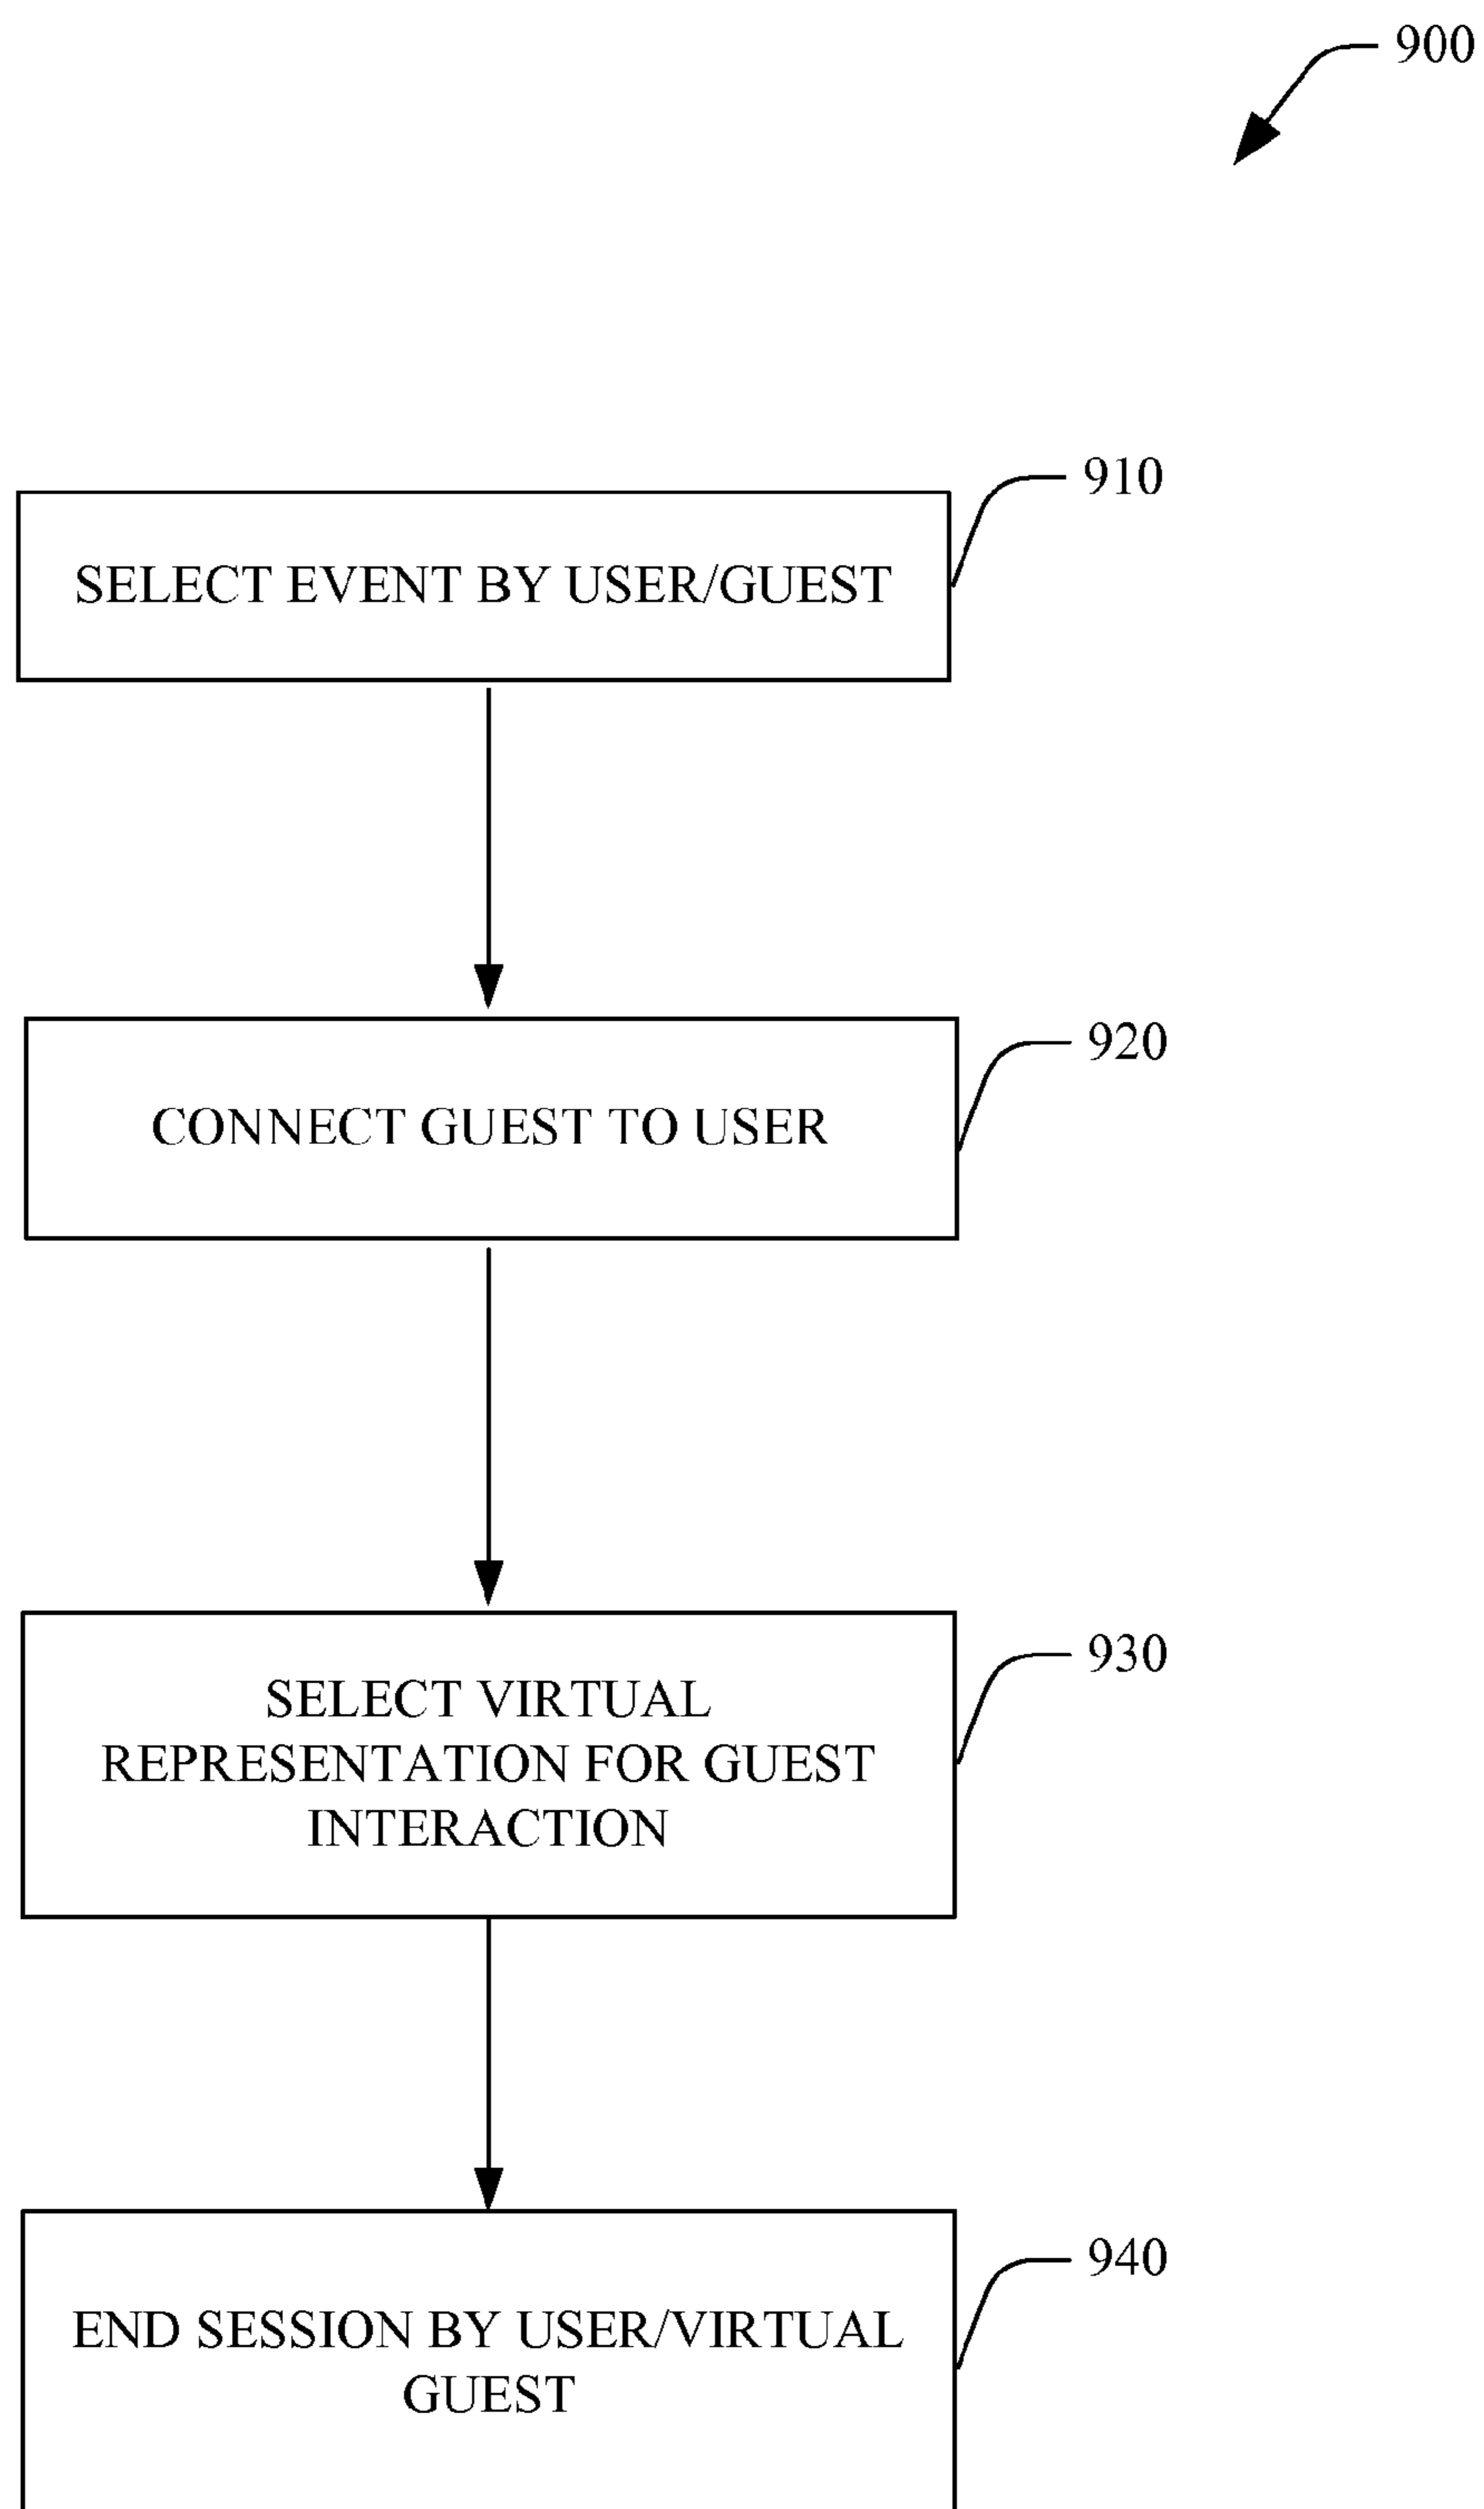 900
910
SELECT EVENT BY USER/GUEST
920
CONNECT GUEST TO USER
930
SELECT VIRTUAL
REPRESENTATION FOR GUEST
INTERACTION
940
END SESSION BY USER/VIRTUAL
GUEST